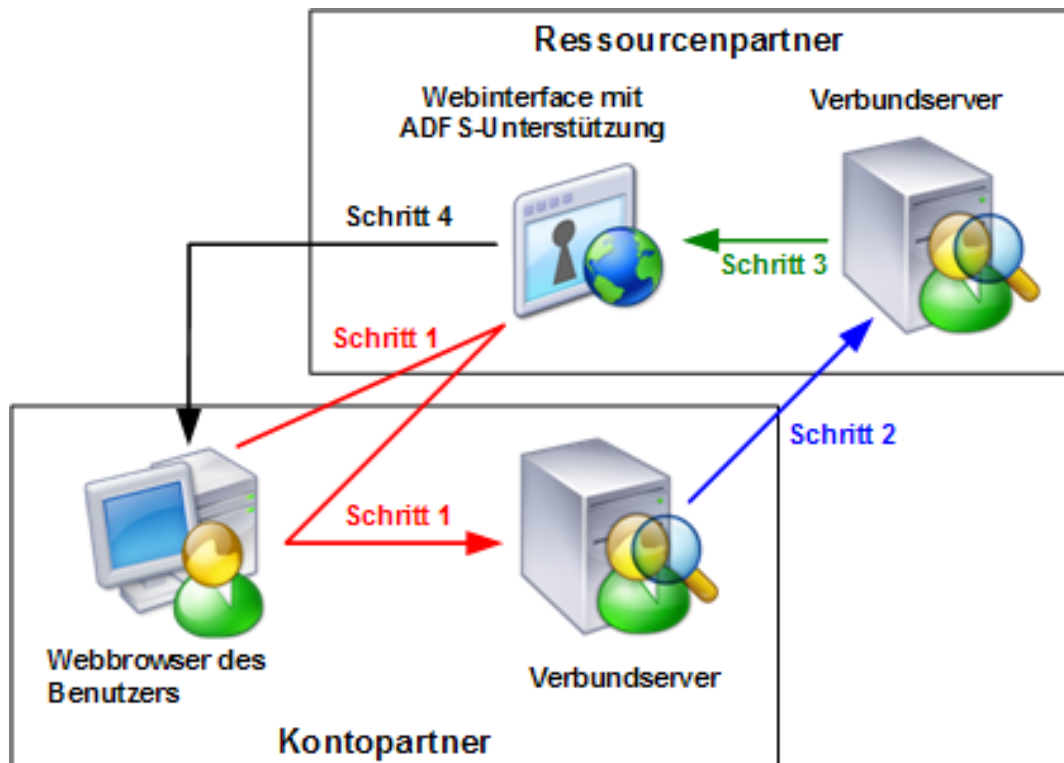 Ressourcenpartner
Webinterface mit
ADFS-Unterstützung
Verbundserver
Schritt 4
Schritt 3
Schritt 1
Schritt 2
Schritt 1
Webbrowser des
Benutzers
Verbundserver
Kontopartner